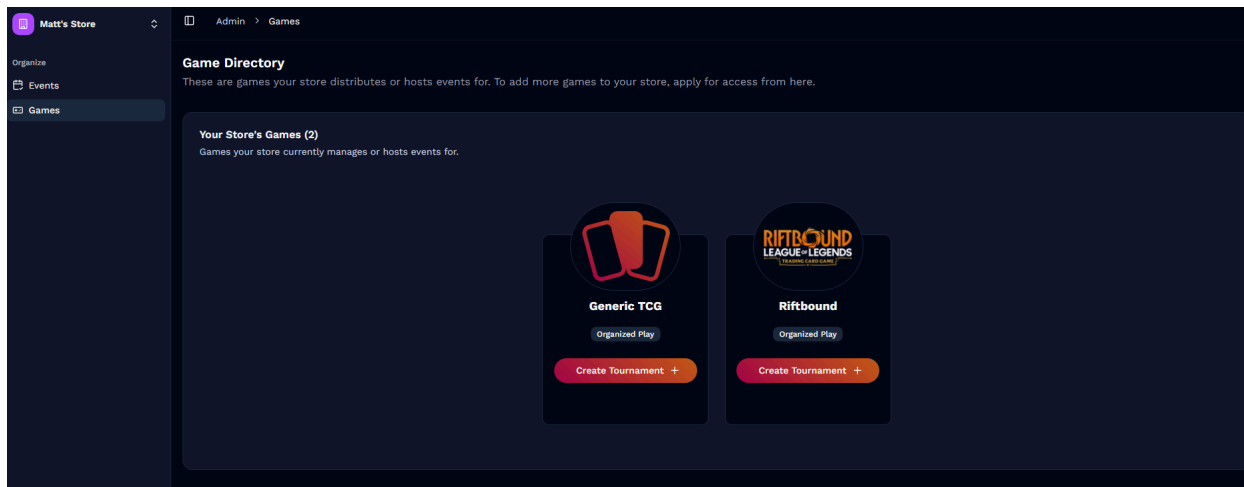 Matt's Store
Admin > Games
Organize
Events
Games
Game Directory
These are games your store distributes or hosts events for. To add more games to your store, apply for access from here.
Your Store's Games (2)
Games your store currently manages or hosts events for.
Generic TCG
Organized Play
Create Tournament +
RIFTBOUND
LEAGUE OF LEGENDS
TRADING CARD GAME
Riftbound
Organized Play
Create Tournament +